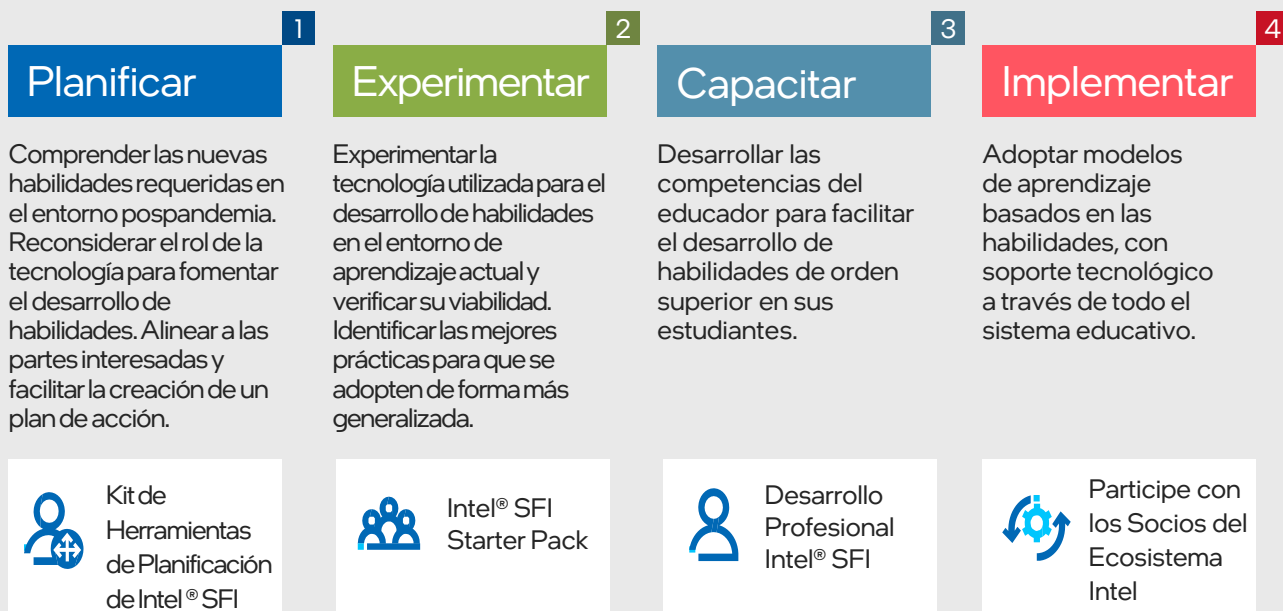 1
Planificar
Comprender las nuevas
habilidades requeridas en
el entorno pospandemia.
Reconsiderar el rol de la
tecnología para fomentar
el desarrollo de
habilidades. Alinear a las
partes interesadas y
facilitar la creación de un
plan de acción.
Kit de
Herramientas
de Planificación
de Intel ® SFI
2
Experimentar
Experimentar la
tecnología utilizada para el
desarrollo de habilidades
en el entorno de
aprendizaje actual y
verificar su viabilidad.
Identificar las mejores
prácticas para que se
adopten de forma más
generalizada.
Intel® SFI
Starter Pack
3
Capacitar
Desarrollar las
competencias del
educador para facilitar
el desarrollo de
habilidades de orden
superior en sus
estudiantes.
Desarrollo
Profesional
Intel® SFI
4
Implementar
Adoptar modelos
de aprendizaje
basados en las
habilidades, con
soporte tecnológico
a través de todo el
sistema educativo.
Participe con
los Socios del
Ecosistema
Intel